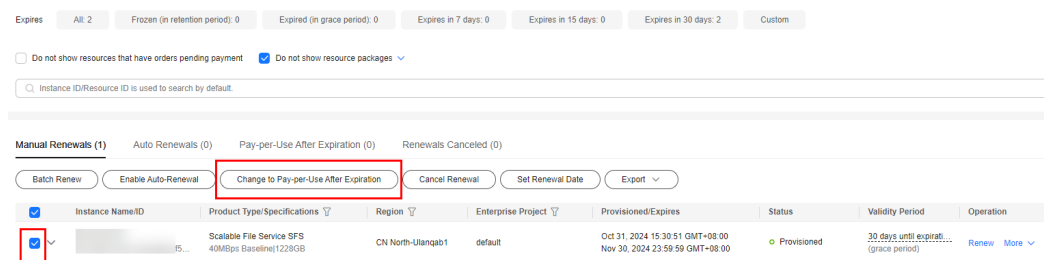 Expires All: 2 Frozen (in retention period): 0 Expired (in grace period): 0 Expires in 7 days: 0 Expires in 15 days: 0 Expires in 30 days: 2 Custom
Do not show resources that have orders pending payment Do not show resource packages
Instance ID/Resource ID is used to search by default.
Manual Renewals (1) Auto Renewals (0) Pay-per-Use After Expiration (0) Renewals Canceled (0)
Batch Renew Enable Auto-Renewal Change to Pay-per-Use After Expiration Cancel Renewal Set Renewal Date Export
Instance Name/ID Product Type/Specifications Region Enterprise Project Provisioned/Expires Status Validity Period Operation
Scalable File Service SFS Oct 31, 2024 15:30:51 GMT+08:00 30 days until expirati...
CN North-Ulanqab1 default Provisioned Renew More
f5... 40MBps Baseline|1228GB Nov 30, 2024 23:59:59 GMT+08:00 (grace period)